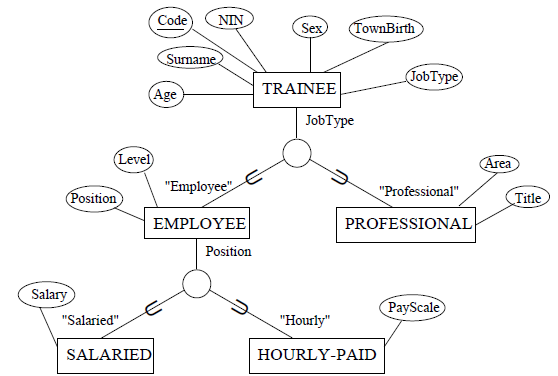 Code
NIN
Sex
TownBirth
Surname
JobType
Age
TRAINEE
JobType
Level
"Employee"
"Professional"
Area
Position
Title
EMPLOYEE
PROFESSIONAL
Position
Salary
"Salaried"
"Hourly"
PayScale
SALARIED
HOURLY-PAID